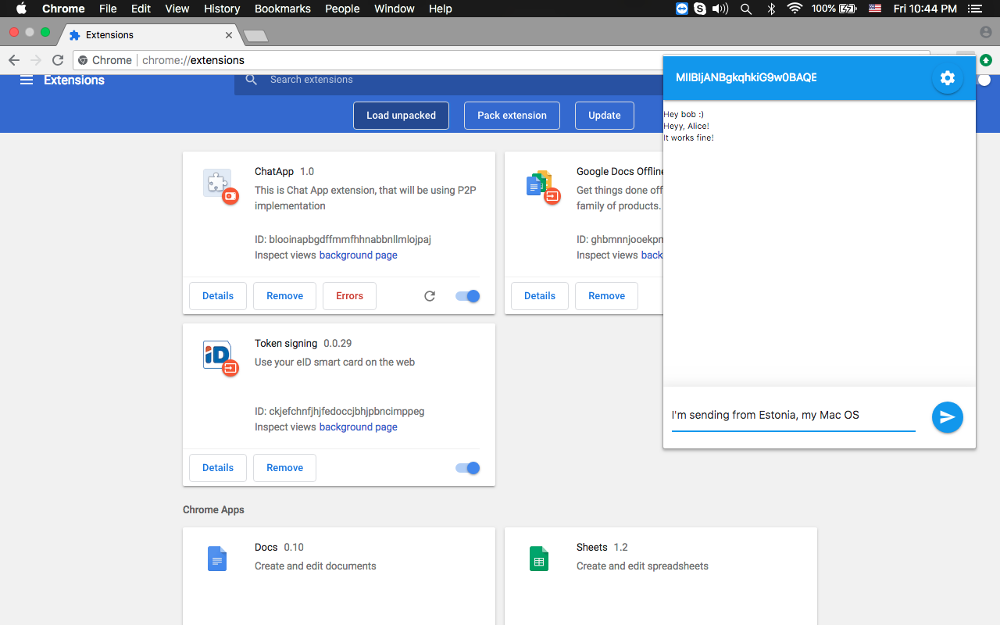 Chrome File Edit View History Bookmarks People Window Help 100% Fri 10:44 PM
Extensions
Chrome chrome://extensions
Extensions
Search extensions
Load unpacked Pack extension Update
ChatApp 1.0
This is Chat App extension, that will be using P2P
implementation
ID: blooinapbgdffmmfhhnabbnllmlojpaj
Inspect views background page
Details Remove Errors
Google Docs Offline
Get things done off
family of products.
ID: ghbmnnjooekpn
Inspect views back
Details Remove
iD
Token signing 0.0.29
Use your eID smart card on the web
ID: ckjefchnfjhjfedoccjbhjpbncimppeg
Inspect views background page
Details Remove
Chrome Apps
Docs 0.10
Create and edit documents
Sheets 1.2
Create and edit spreadsheets
MIIBIjANBgkqhkiG9w0BAQE
Hey bob :)
Heyy, Alice!
It works fine!
I'm sending from Estonia, my Mac OS